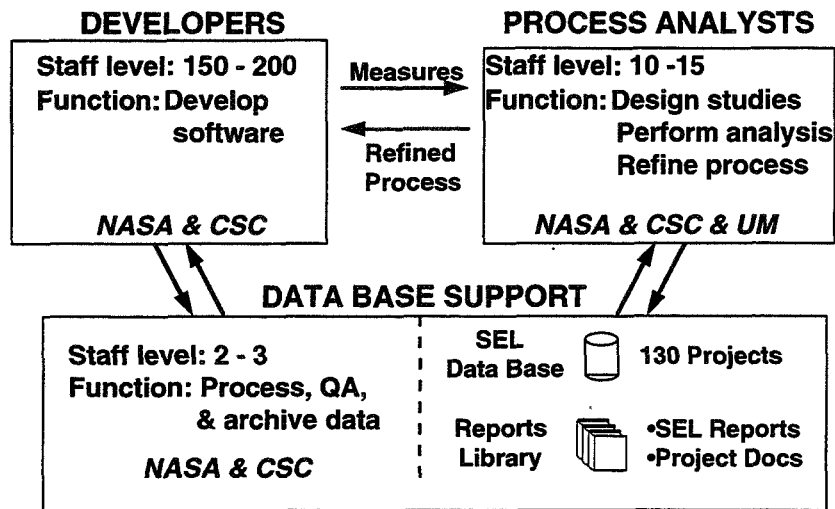 DEVELOPERS
Staff level: 150 - 200
Function: Develop
software
NASA & CSC
Measures
Refined
Process
PROCESS ANALYSTS
Staff level: 10 -15
Function: Design studies
Perform analysis
Refine process
NASA & CSC & UM
DATA BASE SUPPORT
Staff level: 2 - 3
Function: Process, QA,
& archive data
NASA & CSC
SEL
Data Base
130 Projects
Reports
Library
•SEL Reports
•Project Docs